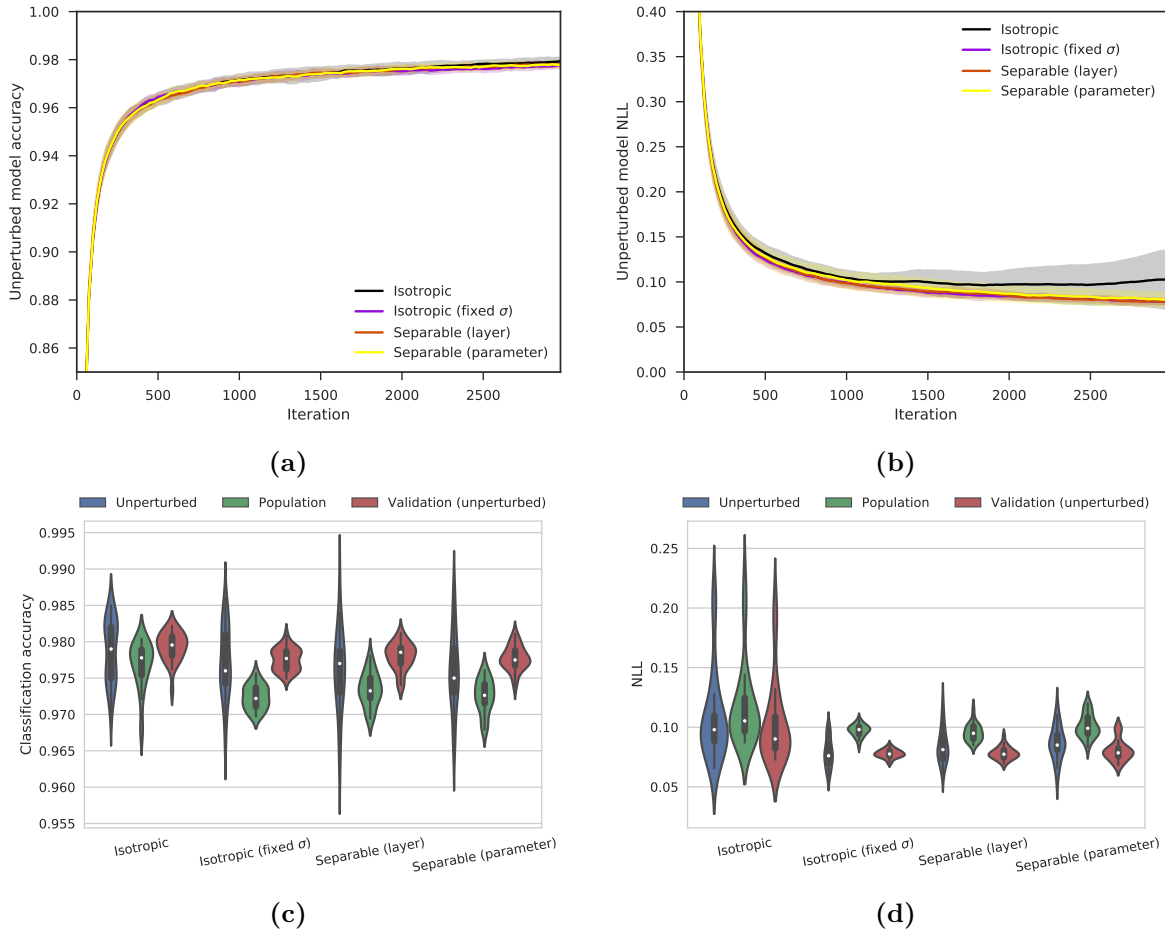 1.00
0.98
0.96
0.94
0.92
0.90
0.88
0.86
Unperturbed model accuracy
Isotropic
Isotropic (fixed σ)
Separable (layer)
Separable (parameter)
0 500 1000 1500 2000 2500
Iteration
(a)
0.40
0.35
0.30
0.25
0.20
0.15
0.10
0.05
0.00
Unperturbed model NLL
Isotropic
Isotropic (fixed σ)
Separable (layer)
Separable (parameter)
0 500 1000 1500 2000 2500
Iteration
(b)
Unperturbed Population Validation (unperturbed)
0.995
0.990
0.985
0.980
0.975
0.970
0.965
0.960
0.955
Classification accuracy
Isotropic Isotropic (fixed σ) Separable (layer) Separable (parameter)
(c)
Unperturbed Population Validation (unperturbed)
0.25
0.20
0.15
0.10
0.05
NLL
Isotropic Isotropic (fixed σ) Separable (layer) Separable (parameter)
(d)